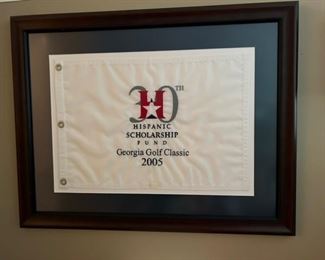 30TH
H
HISPANIC
SCHOLARSHIP
FUND
Georgia Golf Classic
2005